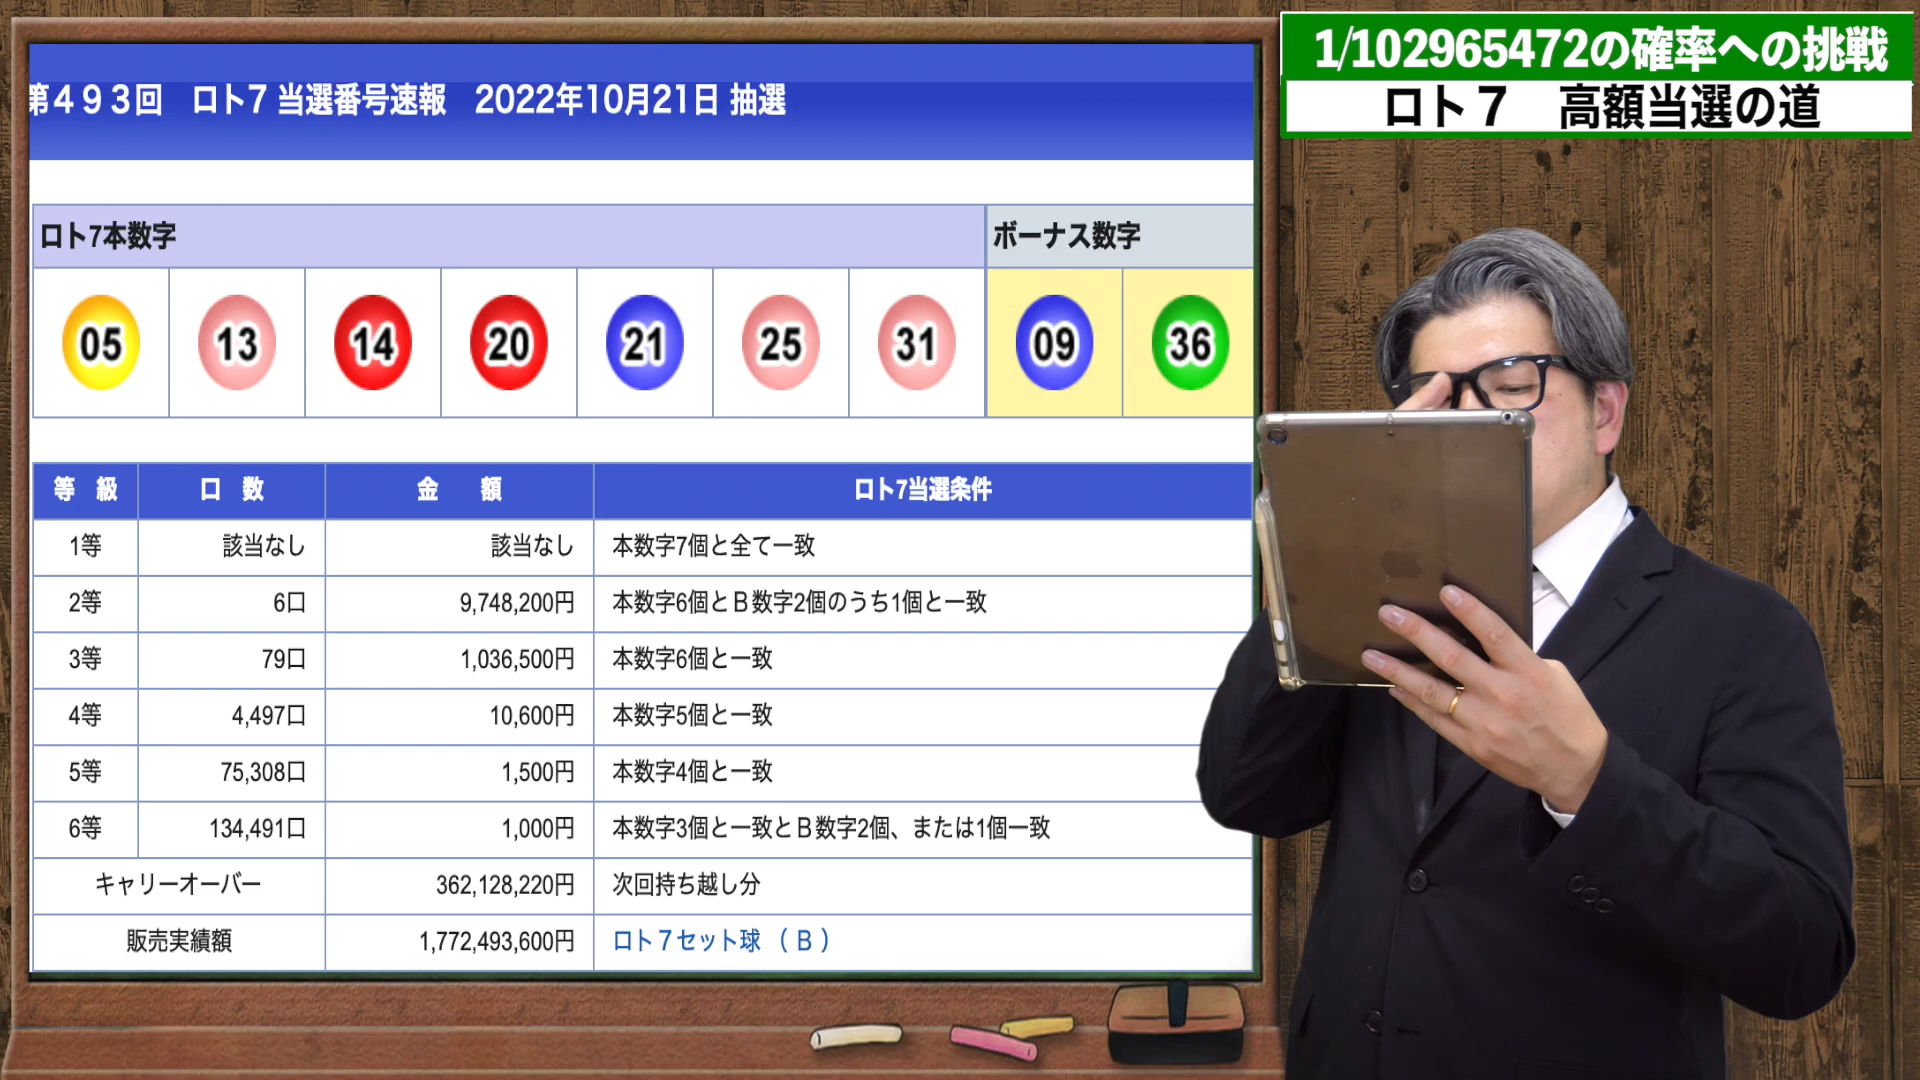 1/102965472の確率への挑戦
ロト７　高額当選の道
第４９３回　ロト７当選番号速報　2022年10月21日 抽選
ロト7本数字 ボーナス数字
05 13 14 20 21 25 31 09 36
等　級 口　数 金　　額 ロト7当選条件
1等 該当なし 該当なし 本数字7個と全て一致
2等 6口 9,748,200円 本数字6個とＢ数字2個のうち1個と一致
3等 79口 1,036,500円 本数字6個と一致
4等 4,497口 10,600円 本数字5個と一致
5等 75,308口 1,500円 本数字4個と一致
6等 134,491口 1,000円 本数字3個と一致とＢ数字2個、または1個一致
キャリーオーバー 362,128,220円 次回持ち越し分
販売実績額 1,772,493,600円 ロト７セット球 （ Ｂ ）